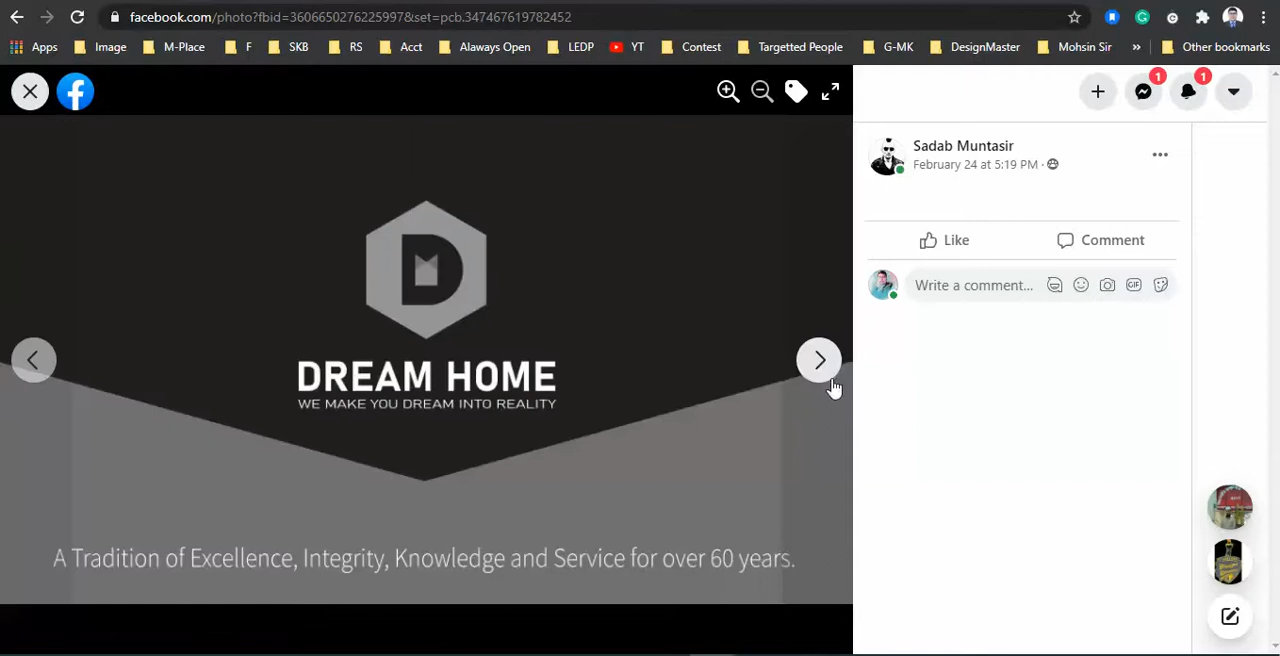 facebook.com/photo?fbid=3606650276225997&set=pcb.347467619782452
Apps Image M-Place F SKB RS Acct Alaways Open LEDP YT Content Targetted People G-MK DesignMaster Mohsin Sir » Other bookmarks
1 1
Sadab Muntasir
February 24 at 5:19 PM ·
Like Comment
Write a comment... GIF
D
DREAM HOME
WE MAKE YOU DREAM INTO REALITY
A Tradition of Excellence, Integrity, Knowledge and Service for over 60 years.